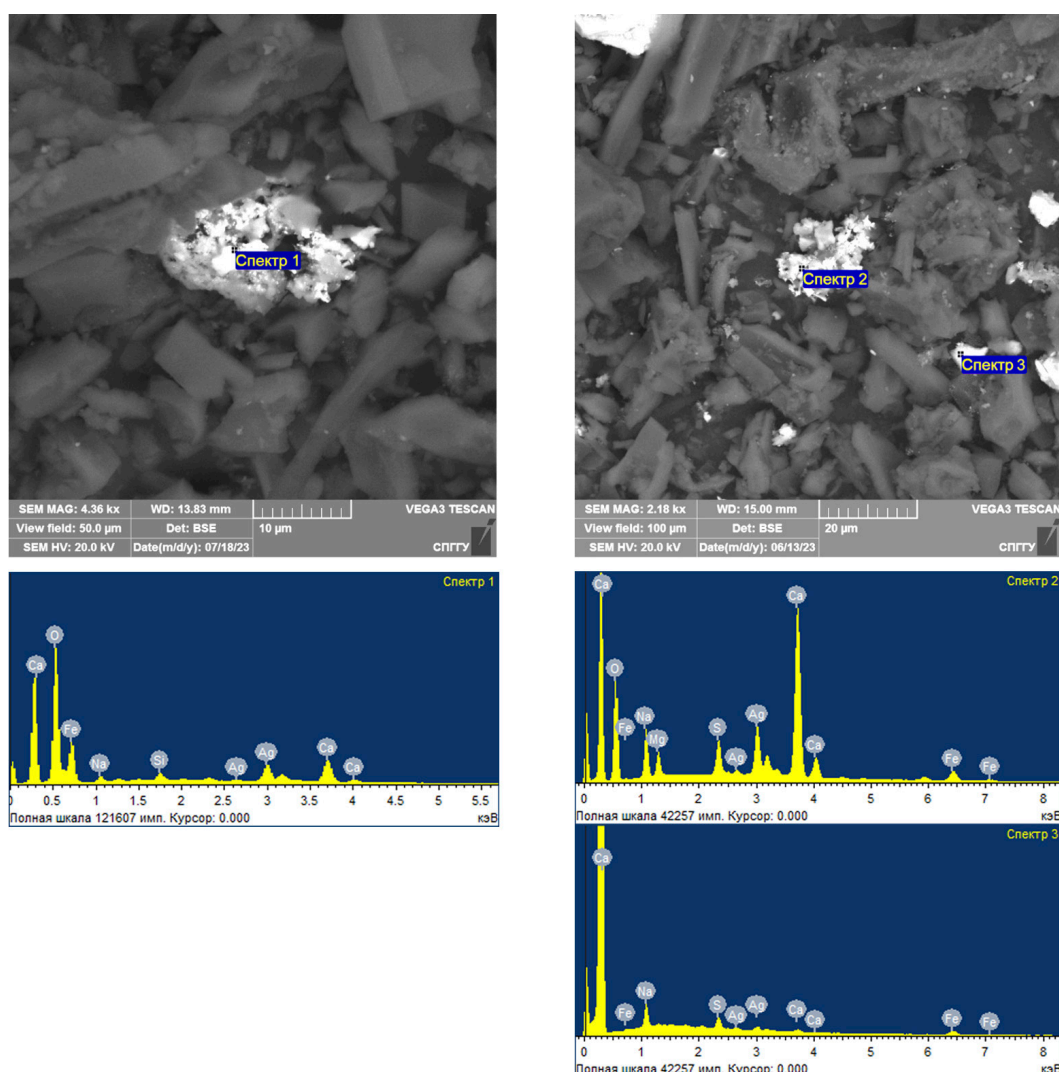 Спектр 1
SEM MAG: 4.36 kx
WD: 13.83 mm
VEGA3 TESCAN
View field: 50.0 µm
Det: BSE
10 µm
SEM HV: 20.0 kV
Date(m/d/y): 07/18/23
СПГГУ
Спектр 2
Спектр 3
SEM MAG: 2.18 kx
WD: 15.00 mm
VEGA3 TESCAN
View field: 100 µm
Det: BSE
20 µm
SEM HV: 20.0 kV
Date(m/d/y): 06/13/23
СПГГУ
Спектр 1
O
Ca
Fe
Na
Si
Ag
Ag
Ca
Ca
0 0.5 1 1.5 2 2.5 3 3.5 4 4.5 5 5.5
Полная шкала 121607 имп. Курсор: 0.000
кэВ
Спектр 2
Ca
Ca
O
Fe
Na
Mg
S
Ag
Ag
Ca
Fe
Fe
0 1 2 3 4 5 6 7 8
Полная шкала 42257 имп. Курсор: 0.000
кэВ
Спектр 3
Ca
Fe
Na
S
Ag
Ag
Ca
Ca
Fe
Fe
0 1 2 3 4 5 6 7 8
Полная шкала 42257 имп. Курсор: 0.000
кэВ